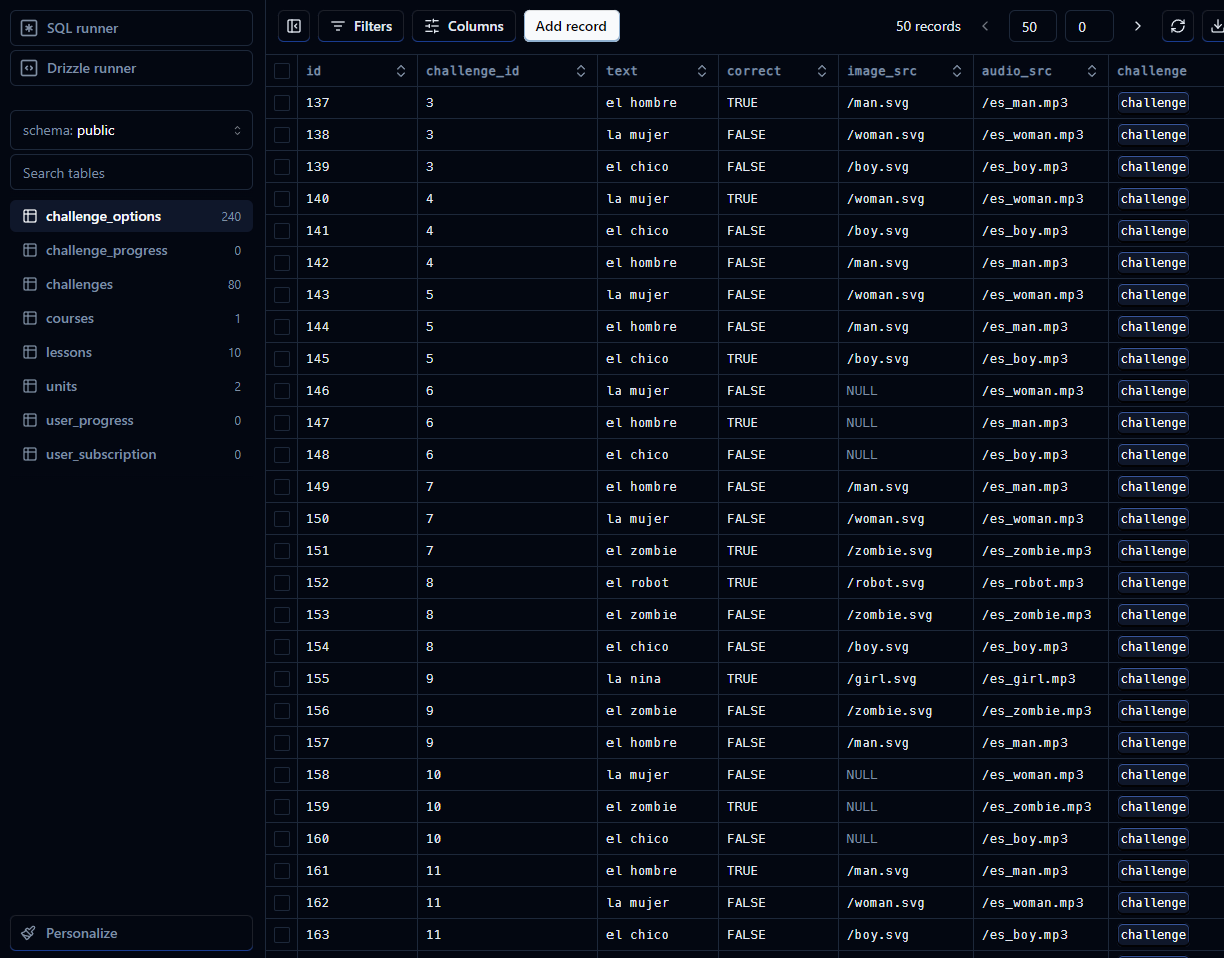 SQL runner
Drizzle runner
schema: public
Search tables
challenge_options 240
challenge_progress 0
challenges 80
courses 1
lessons 10
units 2
user_progress 0
user_subscription 0
Personalize
Filters Columns Add record 50 records 50 0
id challenge_id text correct image_src audio_src challenge
137 3 el hombre TRUE /man.svg /es_man.mp3 challenge
138 3 la mujer FALSE /woman.svg /es_woman.mp3 challenge
139 3 el chico FALSE /boy.svg /es_boy.mp3 challenge
140 4 la mujer TRUE /woman.svg /es_woman.mp3 challenge
141 4 el chico FALSE /boy.svg /es_boy.mp3 challenge
142 4 el hombre FALSE /man.svg /es_man.mp3 challenge
143 5 la mujer FALSE /woman.svg /es_woman.mp3 challenge
144 5 el hombre FALSE /man.svg /es_man.mp3 challenge
145 5 el chico TRUE /boy.svg /es_boy.mp3 challenge
146 6 la mujer FALSE NULL /es_woman.mp3 challenge
147 6 el hombre TRUE NULL /es_man.mp3 challenge
148 6 el chico FALSE NULL /es_boy.mp3 challenge
149 7 el hombre FALSE /man.svg /es_man.mp3 challenge
150 7 la mujer FALSE /woman.svg /es_woman.mp3 challenge
151 7 el zombie TRUE /zombie.svg /es_zombie.mp3 challenge
152 8 el robot TRUE /robot.svg /es_robot.mp3 challenge
153 8 el zombie FALSE /zombie.svg /es_zombie.mp3 challenge
154 8 el chico FALSE /boy.svg /es_boy.mp3 challenge
155 9 la nina TRUE /girl.svg /es_girl.mp3 challenge
156 9 el zombie FALSE /zombie.svg /es_zombie.mp3 challenge
157 9 el hombre FALSE /man.svg /es_man.mp3 challenge
158 10 la mujer FALSE NULL /es_woman.mp3 challenge
159 10 el zombie TRUE NULL /es_zombie.mp3 challenge
160 10 el chico FALSE NULL /es_boy.mp3 challenge
161 11 el hombre TRUE /man.svg /es_man.mp3 challenge
162 11 la mujer FALSE /woman.svg /es_woman.mp3 challenge
163 11 el chico FALSE /boy.svg /es_boy.mp3 challenge